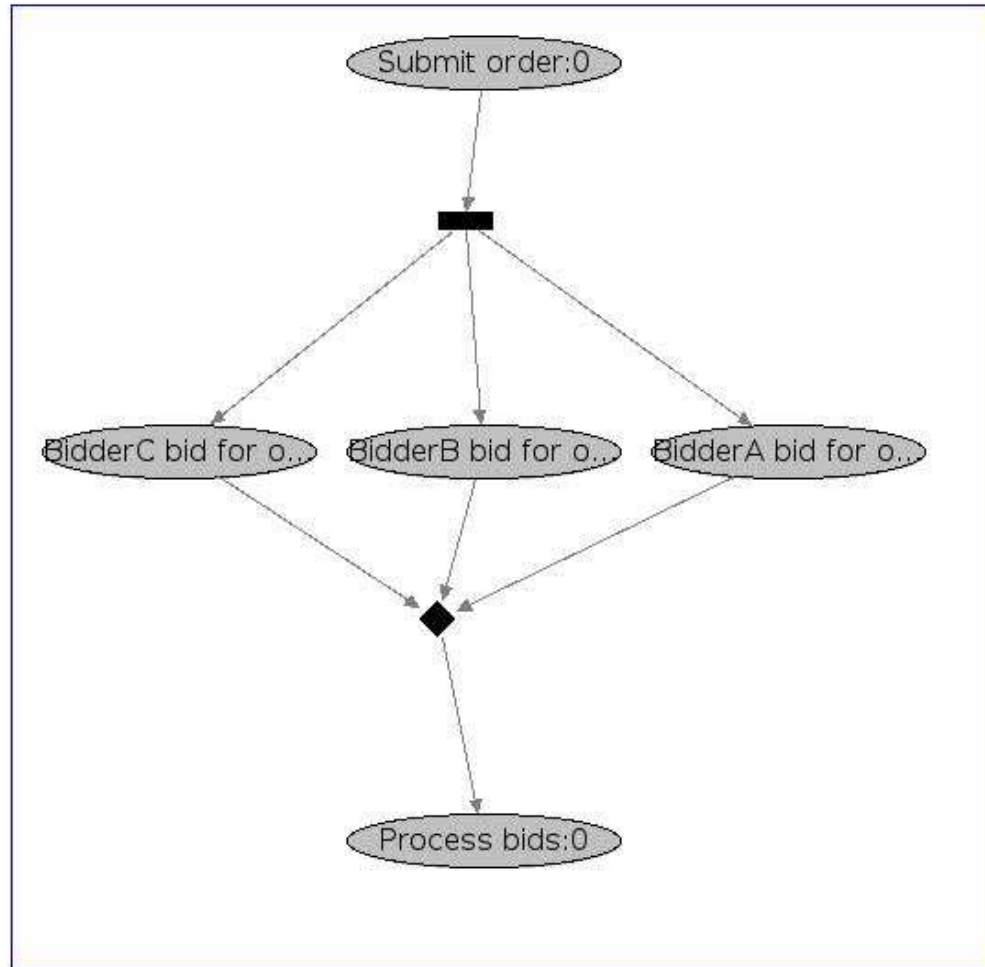 Submit order:0
BidderC bid for o...
BidderB bid for o...
BidderA bid for o...
Process bids:0